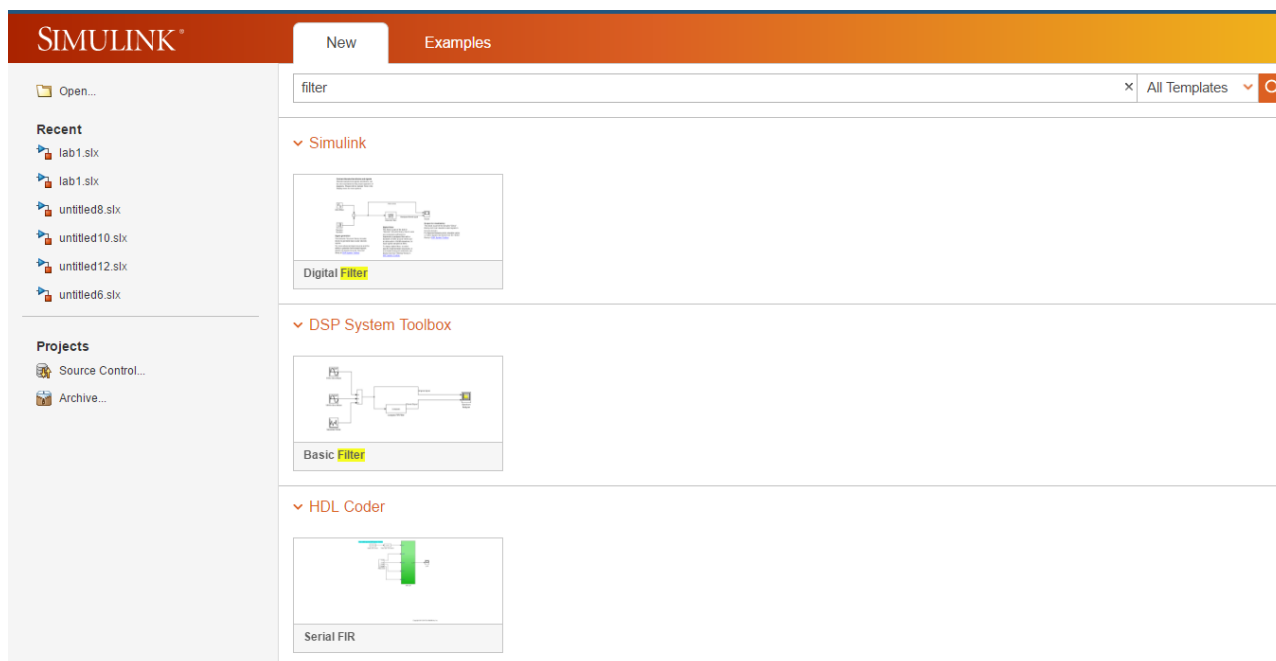 SIMULINK®
New
Examples
Open...
Recent
lab1.slx
lab1.slx
untitled8.slx
untitled10.slx
untitled12.slx
untitled6.slx
Projects
Source Control...
Archive...
filter
× All Templates
Simulink
Digital Filter
DSP System Toolbox
Basic Filter
HDL Coder
Serial FIR